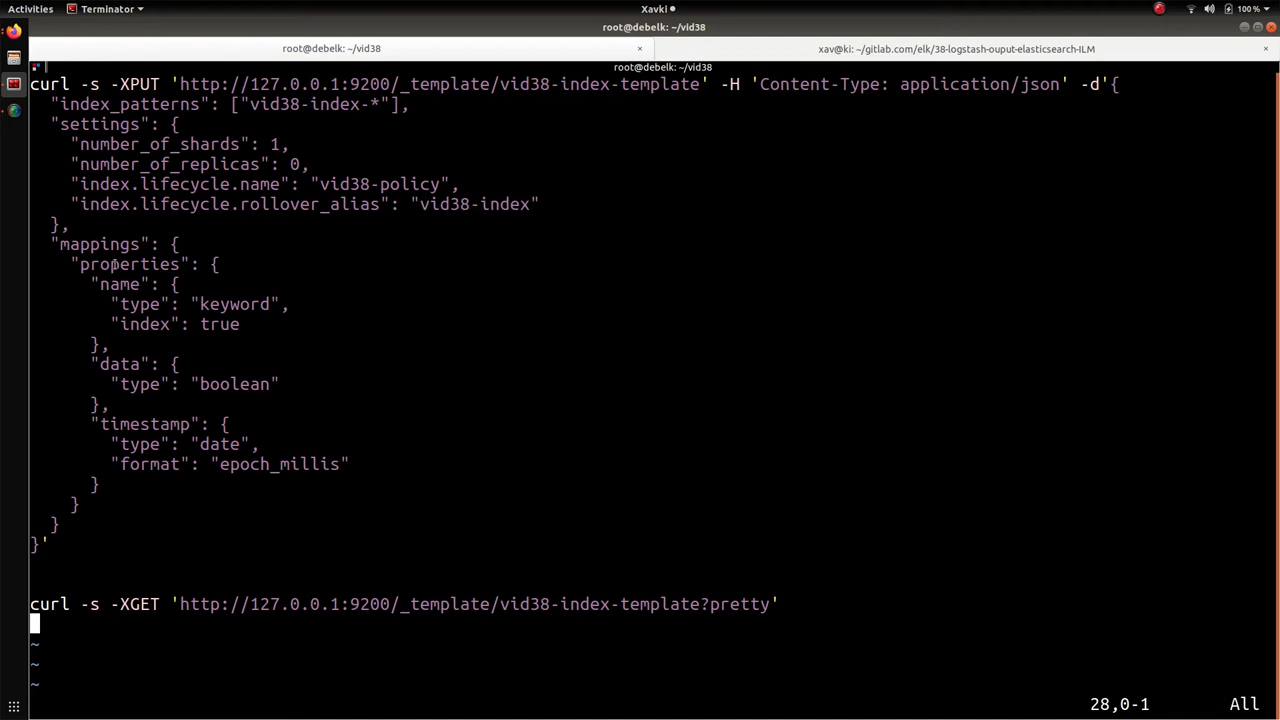 Activities
Terminator
Xavki
100 %
root@debelk: ~/vid38
root@debelk: ~/vid38
×
xav@ki: ~/gitlab.com/elk/38-logstash-ouput-elasticsearch-ILM
×
root@debelk: ~/vid38
curl -s -XPUT 'http://127.0.0.1:9200/_template/vid38-index-template' -H 'Content-Type: application/json' -d'{
"index_patterns": ["vid38-index-*"],
"settings": {
"number_of_shards": 1,
"number_of_replicas": 0,
"index.lifecycle.name": "vid38-policy",
"index.lifecycle.rollover_alias": "vid38-index"
},
"mappings": {
"properties": {
"name": {
"type": "keyword",
"index": true
},
"data": {
"type": "boolean"
},
"timestamp": {
"type": "date",
"format": "epoch_millis"
}
}
}
}'
curl -s -XGET 'http://127.0.0.1:9200/_template/vid38-index-template?pretty'
~
~
~
28,0-1 All